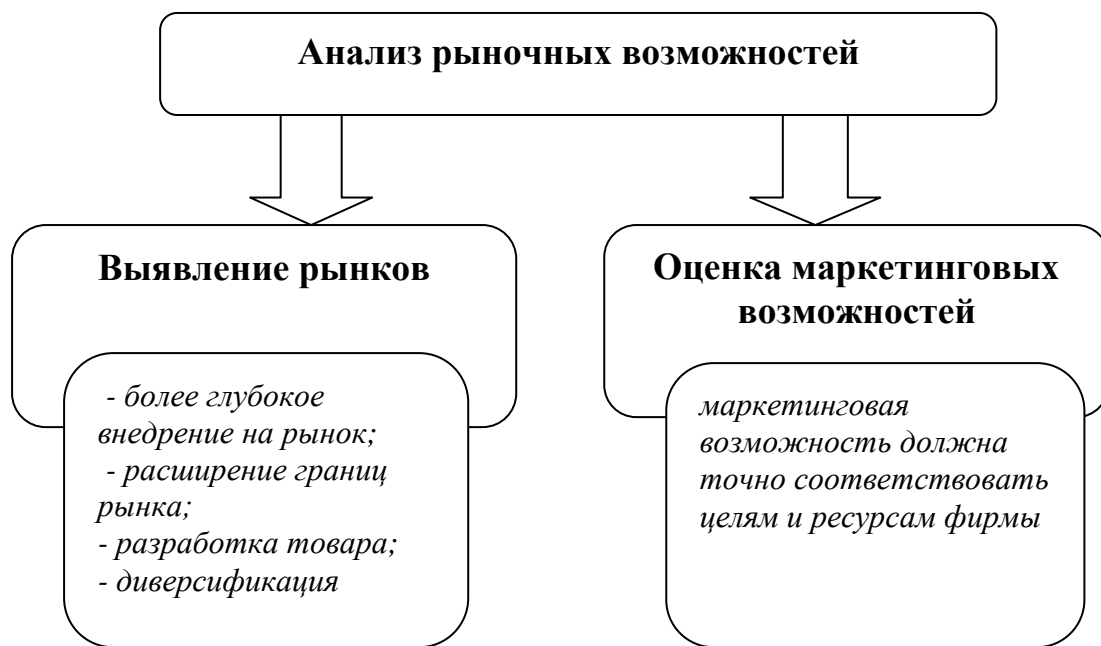 Анализ рыночных возможностей
Выявление рынков
- более глубокое
внедрение на рынок;
- расширение границ
рынка;
- разработка товара;
- диверсификация
Оценка маркетинговых
возможностей
маркетинговая
возможность должна
точно соответствовать
целям и ресурсам фирмы